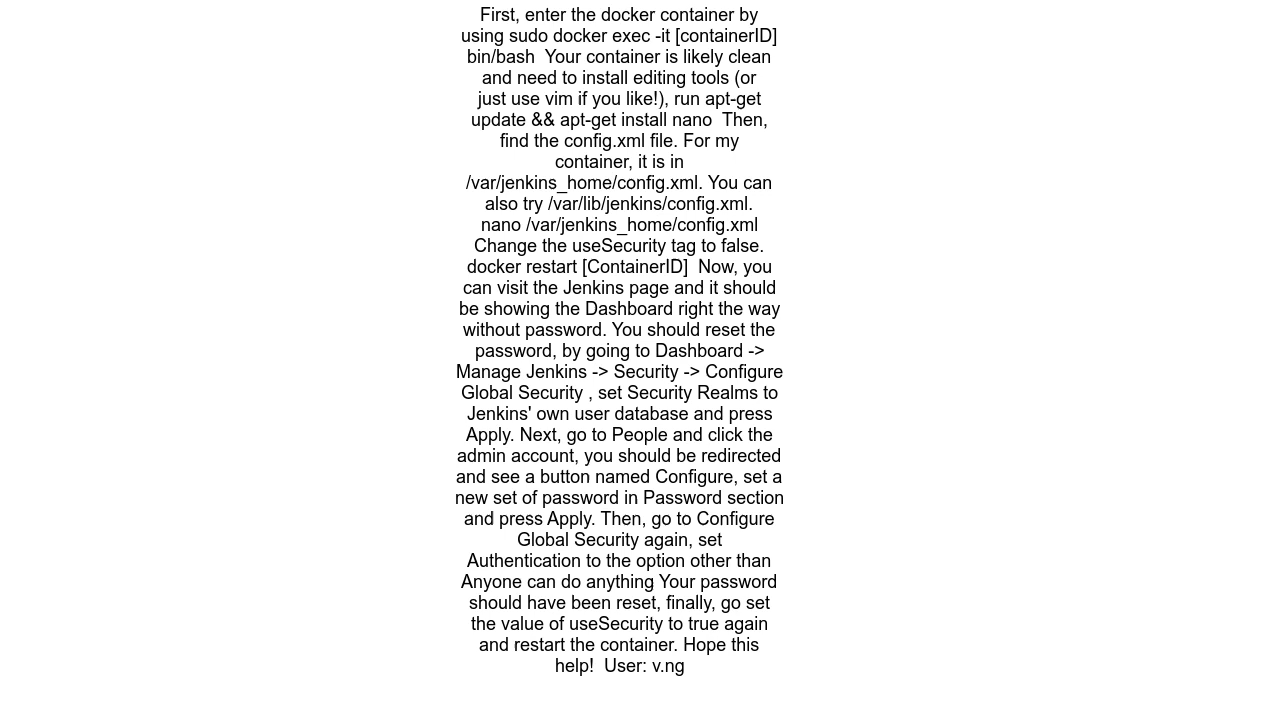 First, enter the docker container by
using sudo docker exec -it [containerID]
bin/bash  Your container is likely clean
and need to install editing tools (or
just use vim if you like!), run apt-get
update && apt-get install nano  Then,
find the config.xml file. For my
container, it is in
/var/jenkins_home/config.xml. You can
also try /var/lib/jenkins/config.xml.
nano /var/jenkins_home/config.xml
Change the useSecurity tag to false.
docker restart [ContainerID]  Now, you
can visit the Jenkins page and it should
be showing the Dashboard right the way
without password. You should reset the
password, by going to Dashboard ->
Manage Jenkins -> Security -> Configure
Global Security , set Security Realms to
Jenkins' own user database and press
Apply. Next, go to People and click the
admin account, you should be redirected
and see a button named Configure, set a
new set of password in Password section
and press Apply. Then, go to Configure
Global Security again, set
Authentication to the option other than
Anyone can do anything Your password
should have been reset, finally, go set
the value of useSecurity to true again
and restart the container. Hope this
help!  User: v.ng